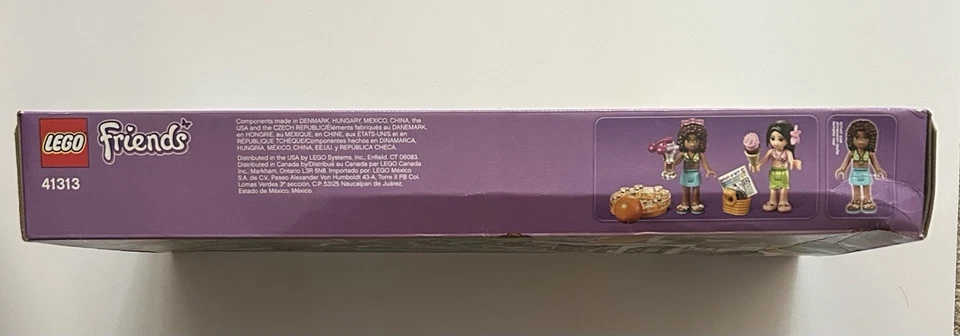 LEGO
Friends
41313
Components made in DENMARK, HUNGARY, MEXICO, CHINA, the
USA and the CZECH REPUBLIC/Eléments fabriqués au DANEMARK,
en HONGRIE, au MEXIQUE, en CHINE, aux ÉTATS-UNIS et en
RÉPUBLIQUE TCHÈQUE/Componentes hechos en DINAMARCA,
HUNGRÍA, MÉXICO, CHINA, EE.UU. y REPÚBLICA CHECA.
Distributed in the USA by LEGO Systems, Inc., Enfield, CT 06083.
Distributed in Canada by/Distribué au Canada par LEGO Canada
Inc., Markham, Ontario L3R 5N8. Importado por: LEGO México
S.A. de C.V., Paseo Alexander Von Humboldt 43-A, Torre II PB Col.
Lomas Verdes 3ª sección, C.P. 53125 Naucalpan de Juárez,
Estado de México, México.